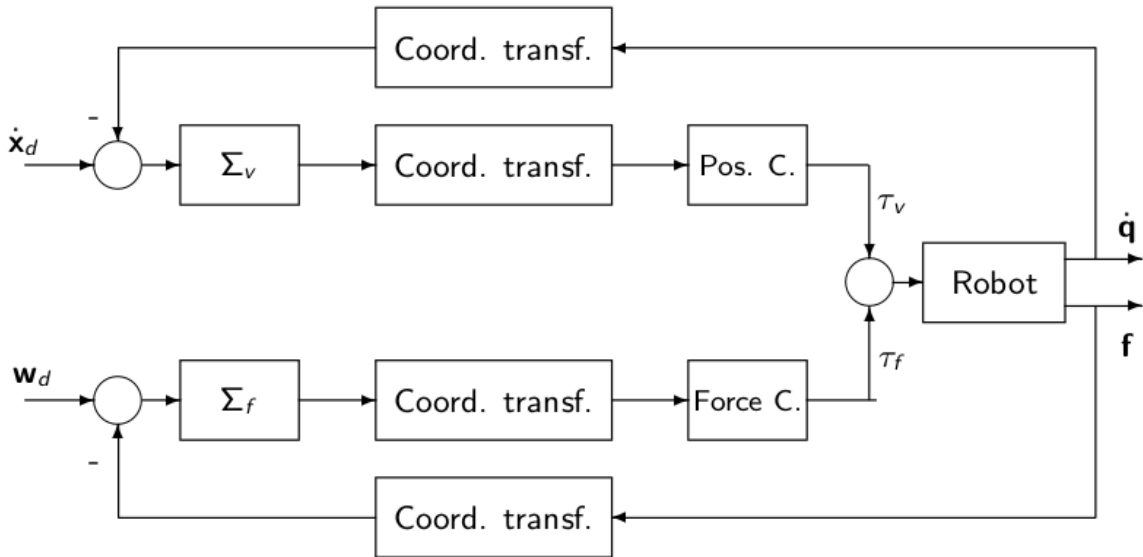 Coord. transf.
-
ẋ_d
Σ_v
Coord. transf.
Pos. C.
τ_v
q̇
Robot
f
τ_f
w_d
Σ_f
Coord. transf.
Force C.
-
Coord. transf.